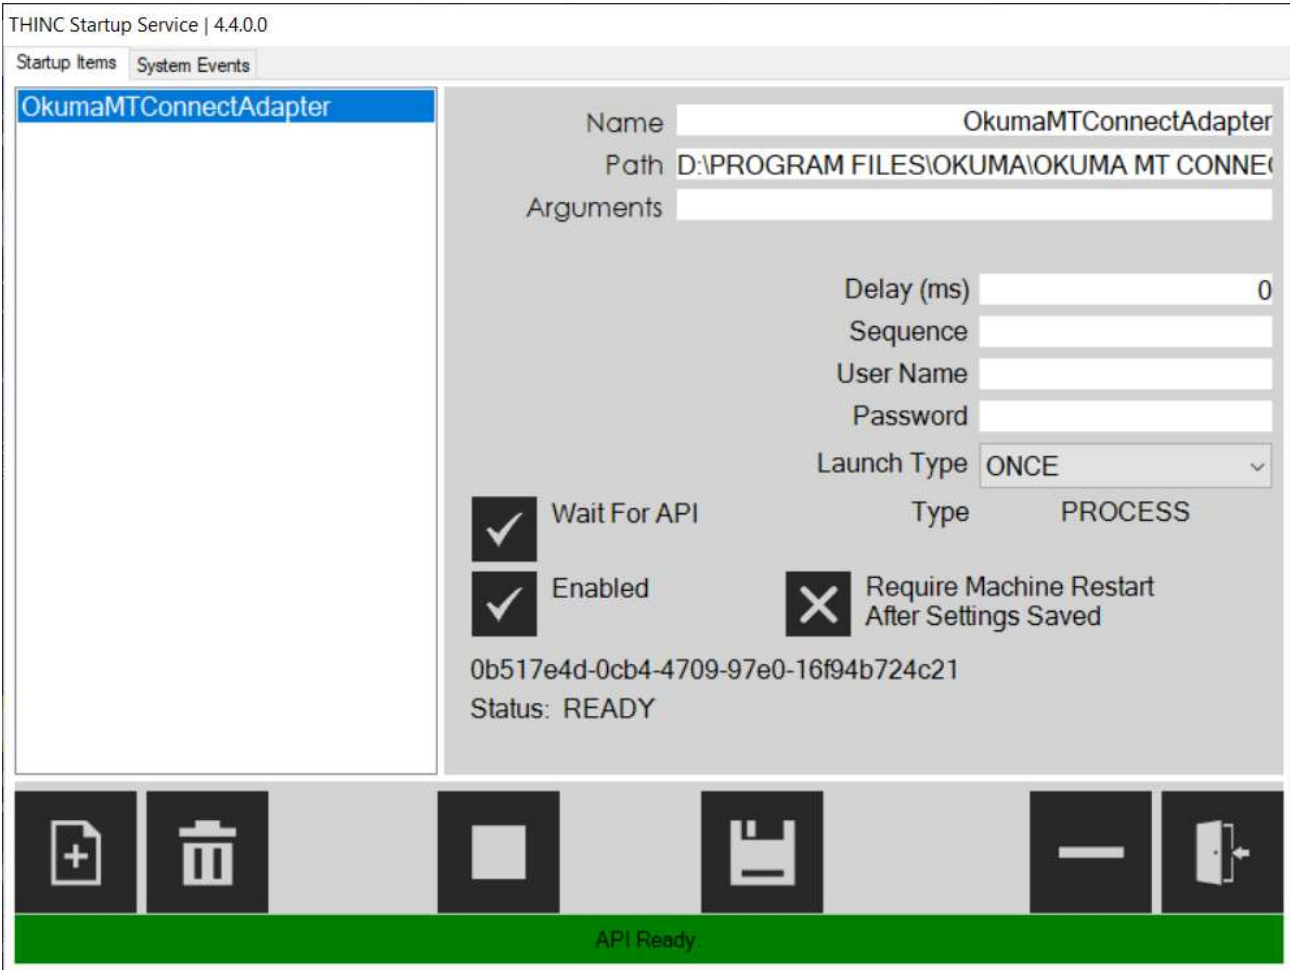 THINC Startup Service | 4.4.0.0
Startup Items System Events
OkumaMTConnectAdapter
Name OkumaMTConnectAdapter
Path D:\PROGRAM FILES\OKUMA\OKUMA MT CONNEC
Arguments
Delay (ms) 0
Sequence
User Name
Password
Launch Type ONCE
Wait For API
Type PROCESS
Enabled
Require Machine Restart
After Settings Saved
0b517e4d-0cb4-4709-97e0-16f94b724c21
Status: READY
API Ready.